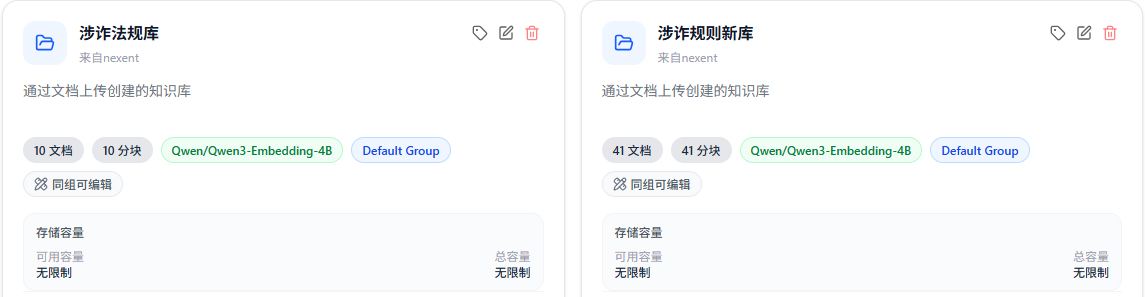 涉诈法规库
来自nexent
通过文档上传创建的知识库
10 文档 10 分块 Qwen/Qwen3-Embedding-4B Default Group
同组可编辑
存储容量
可用容量 总容量
无限制 无限制
涉诈规则新库
来自nexent
通过文档上传创建的知识库
41 文档 41 分块 Qwen/Qwen3-Embedding-4B Default Group
同组可编辑
存储容量
可用容量 总容量
无限制 无限制